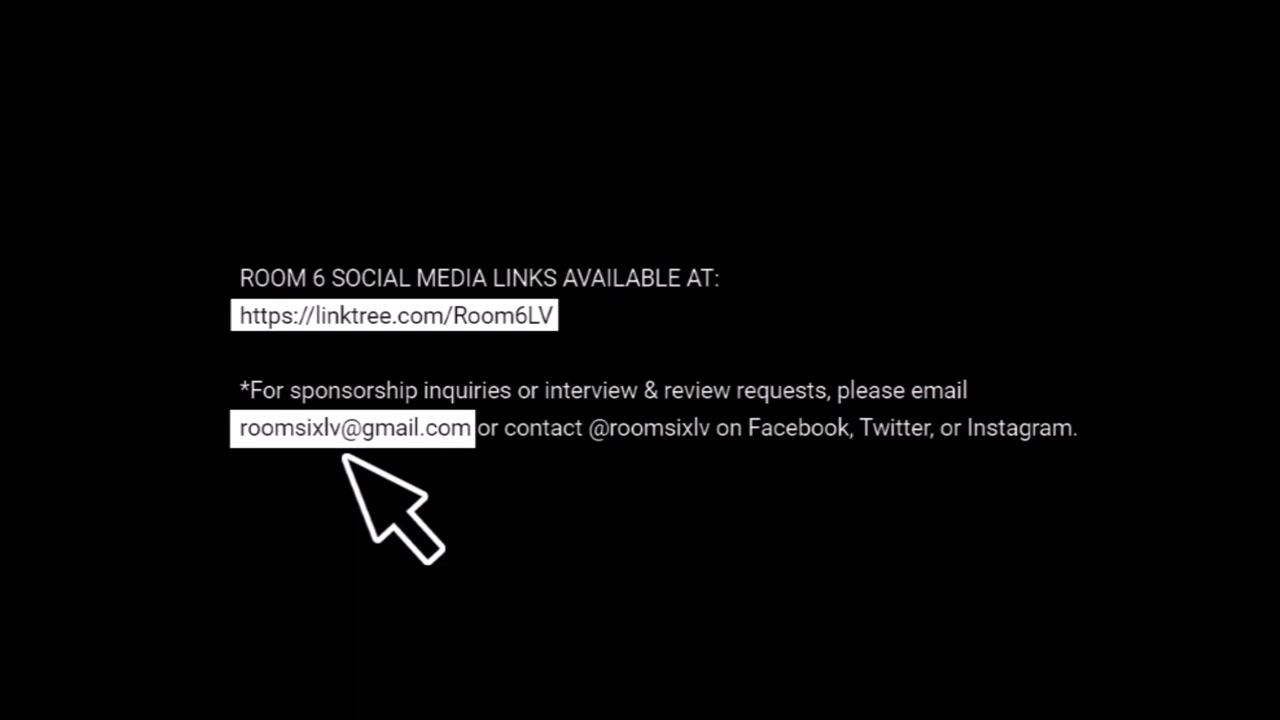 ROOM 6 SOCIAL MEDIA LINKS AVAILABLE AT:
https://linktree.com/Room6LV
*For sponsorship inquiries or interview & review requests, please email
roomsixlv@gmail.com or contact @roomsixlv on Facebook, Twitter, or Instagram.